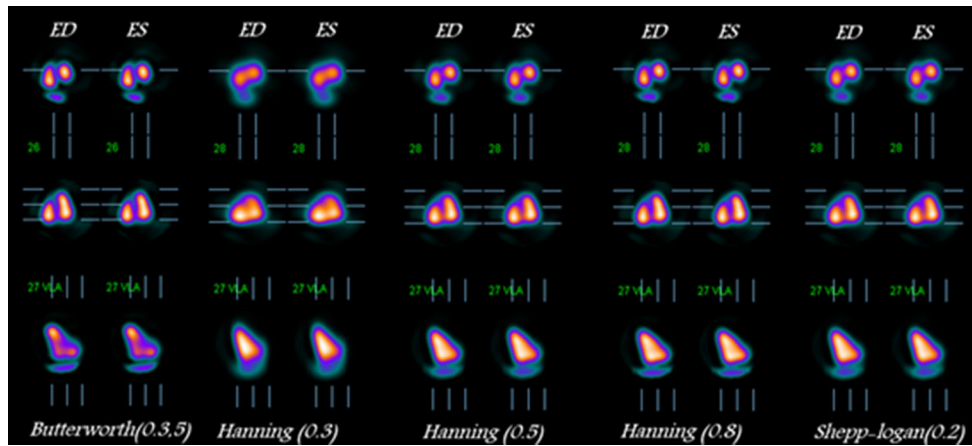 ED ES ED ES ED ES ED ES ED ES
26 26 28 28 28 28 28 28 28 28
27 VLA 27 VLA 27 VLA 27 VLA 27 VLA 27 VLA 27 VLA 27 VLA 27 VLA 27 VLA
Butterworth(0.3,5) Hanning (0.3) Hanning (0.5) Hanning (0.8) Shepp-logan(0.2)